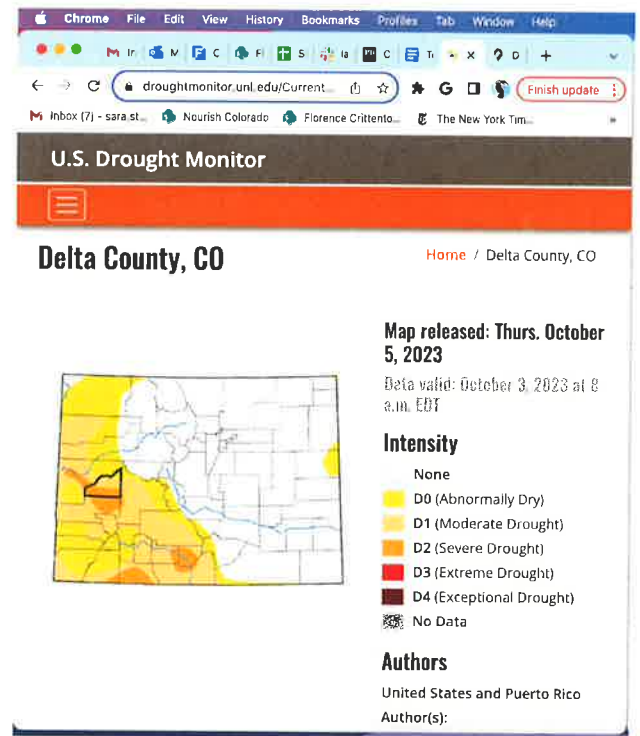 Chrome File Edit View History Bookmarks Profiles Tab Window Help
M F C S la C D
droughtmonitor.unl.edu/Current...
G Finish update
Inbox (7) - sara.st... Nourish Colorado Florence Crittento... The New York Tim...
U.S. Drought Monitor
Delta County, CO
Home / Delta County, CO
Map released: Thurs. October
5, 2023
Data valid: October 3, 2023 at 8
a.m. EDT
Intensity
None
D0 (Abnormally Dry)
D1 (Moderate Drought)
D2 (Severe Drought)
D3 (Extreme Drought)
D4 (Exceptional Drought)
No Data
Authors
United States and Puerto Rico
Author(s):